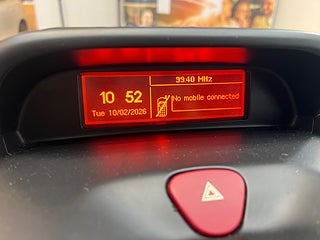 99.40 MHz
10 52
No mobile connected
Tue 10/02/2026